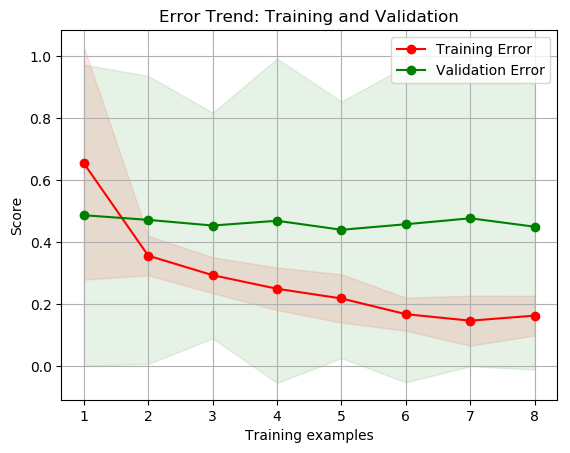 Error Trend: Training and Validation
Training Error
Validation Error
Score
1.0
0.8
0.6
0.4
0.2
0.0
1 2 3 4 5 6 7 8
Training examples